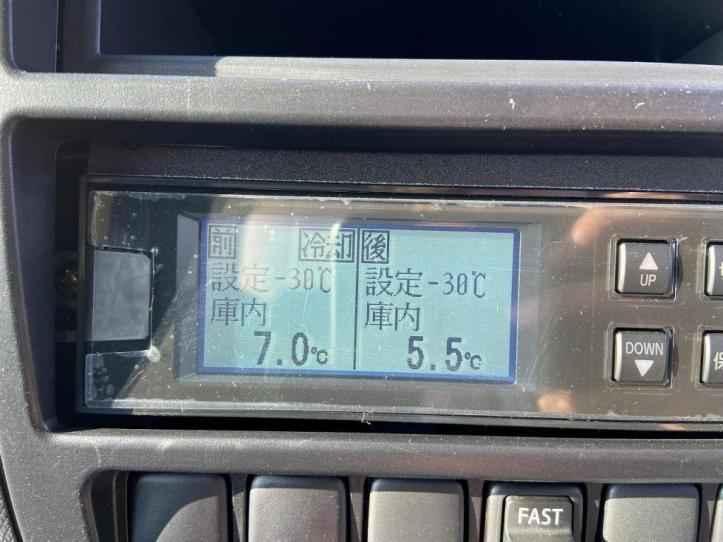 前 冷却 後
設定-30℃ 設定-30℃
庫内 庫内
7.0℃ 5.5℃
UP
DOWN
FAST